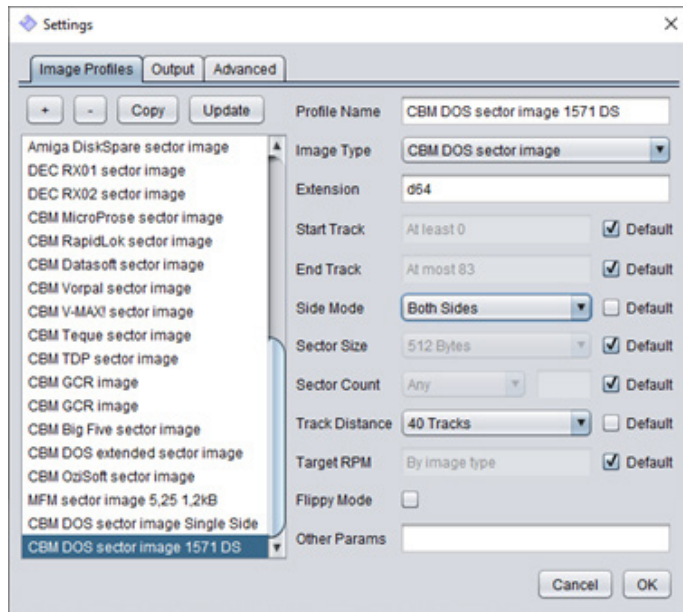 Settings
Image Profiles Output Advanced
+ - Copy Update
Amiga DiskSpare sector image
DEC RX01 sector image
DEC RX02 sector image
CBM MicroProse sector image
CBM RapidLok sector image
CBM Datasoft sector image
CBM Vorpal sector image
CBM V-MAX! sector image
CBM Teque sector image
CBM TDP sector image
CBM GCR image
CBM GCR image
CBM Big Five sector image
CBM DOS extended sector image
CBM OziSoft sector image
MFM sector image 5,25 1,2kB
CBM DOS sector image Single Side
CBM DOS sector image 1571 DS
Profile Name CBM DOS sector image 1571 DS
Image Type CBM DOS sector image
Extension d64
Start Track At least 0 Default
End Track At most 83 Default
Side Mode Both Sides Default
Sector Size 512 Bytes Default
Sector Count Any Default
Track Distance 40 Tracks Default
Target RPM By image type Default
Flippy Mode
Other Params
Cancel OK